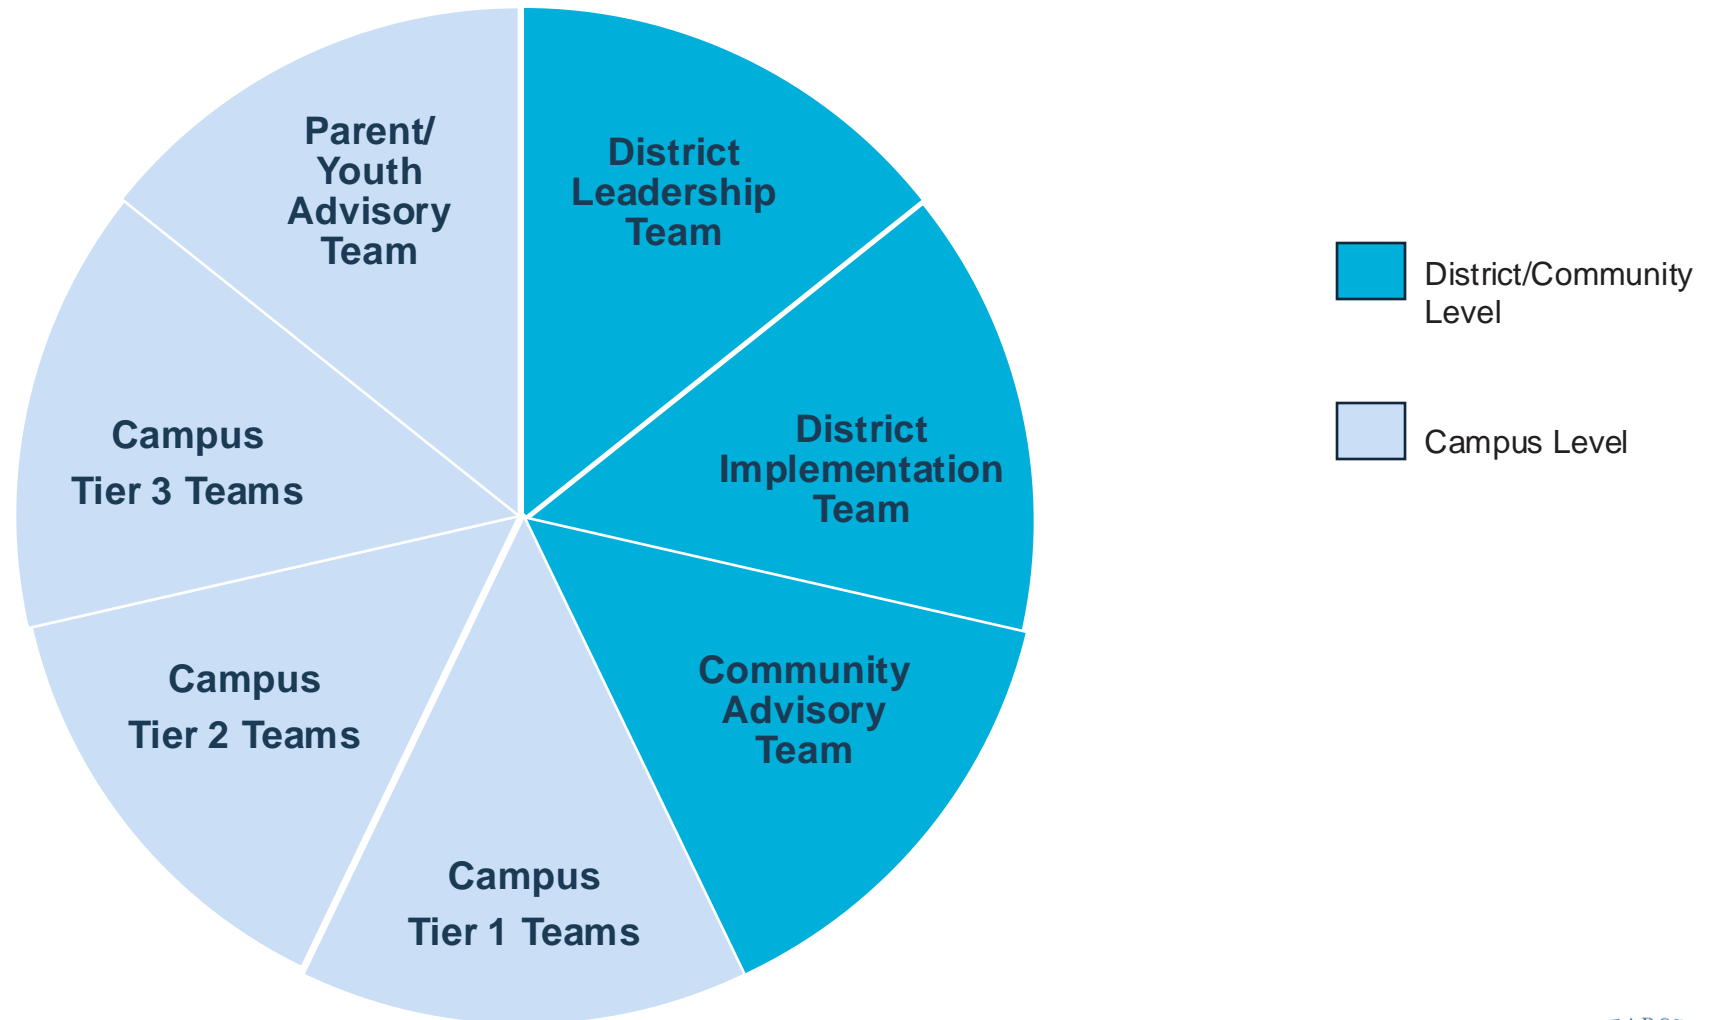 Parent/
Youth
Advisory
Team
District
Leadership
Team
District
Implementation
Team
Community
Advisory
Team
Campus
Tier 1 Teams
Campus
Tier 2 Teams
Campus
Tier 3 Teams
District/Community
Level
Campus Level